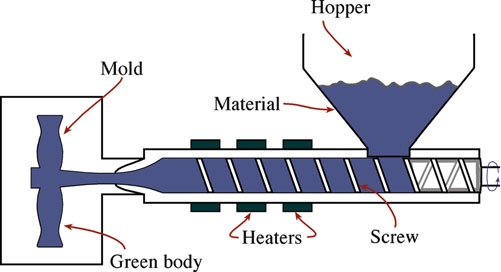 Hopper
Mold
Material
Green body
Heaters
Screw